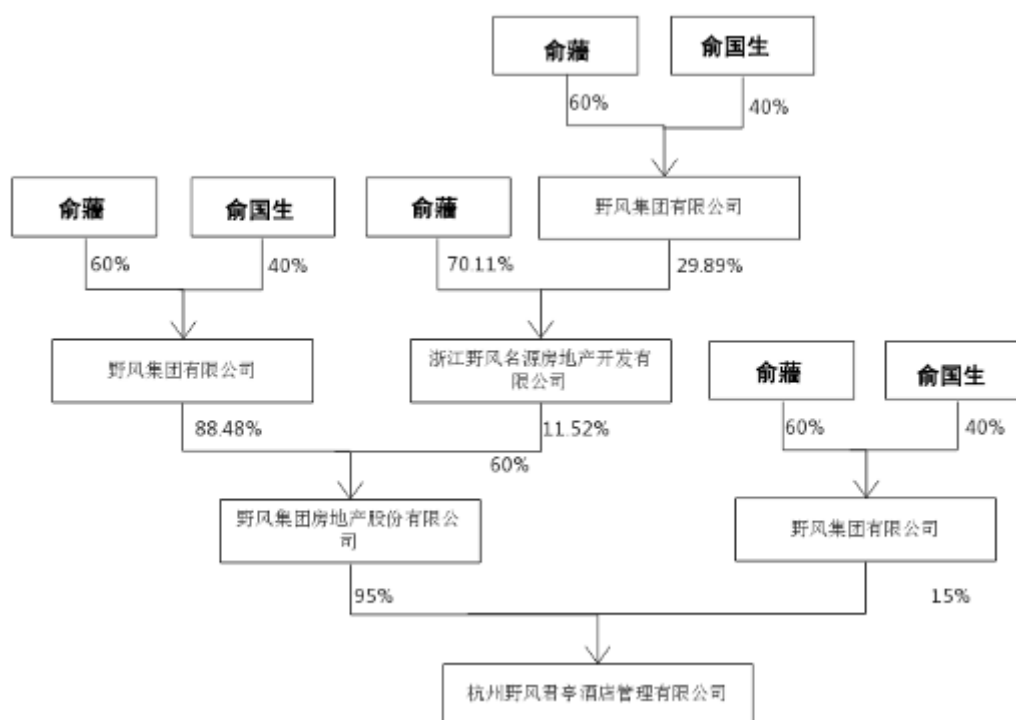 俞蘠
俞国生
60%
40%
俞蘠
俞国生
俞蘠
野风集团有限公司
60%
40%
70.11%
29.89%
野风集团有限公司
浙江野风名源房地产开发有
限公司
俞蘠
俞国生
88.48%
11.52%
60%
40%
60%
野风集团房地产股份有限公
司
野风集团有限公司
95%
15%
杭州野风君亭酒店管理有限公司